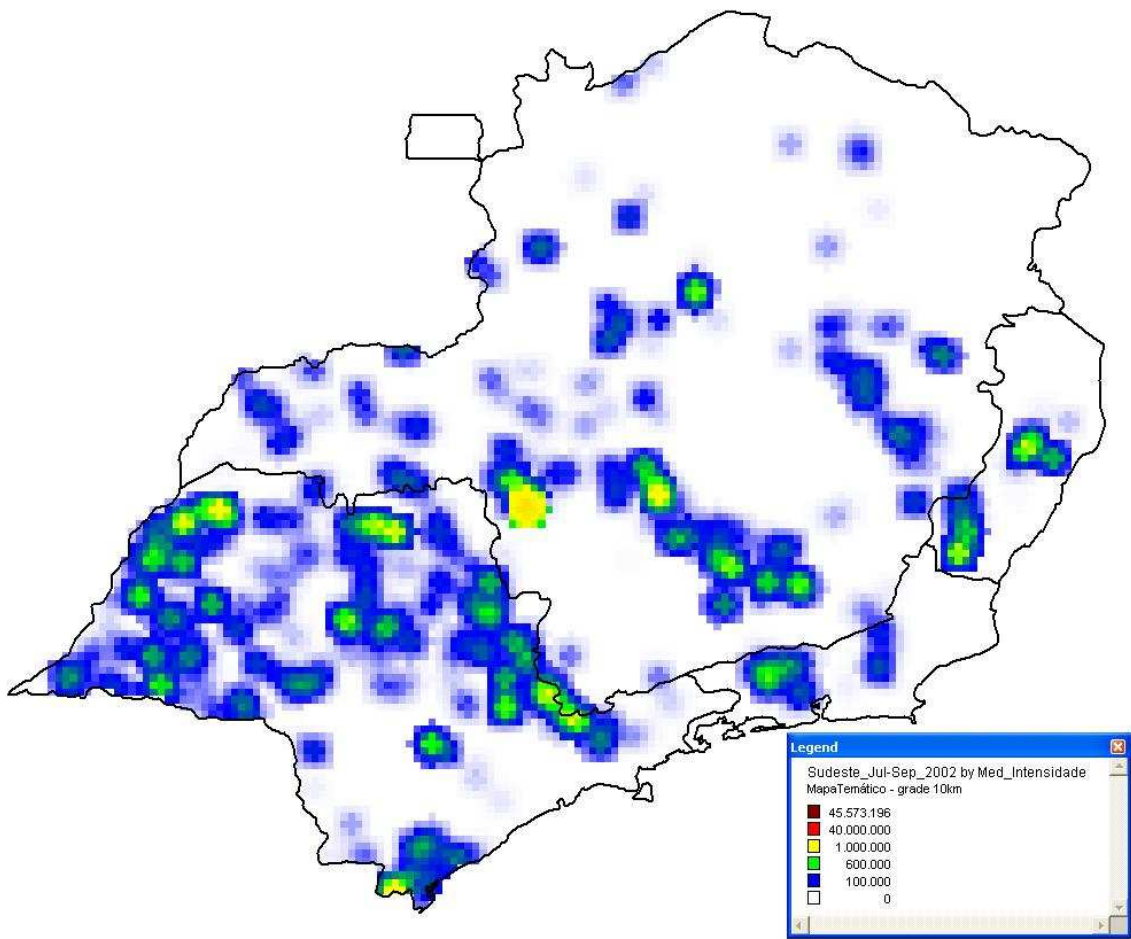 Legend
Sudeste_Jul-Sep_2002 by Med_Intensidade
MapaTemático - grade 10km
45.573.196
40.000.000
1.000.000
600.000
100.000
0